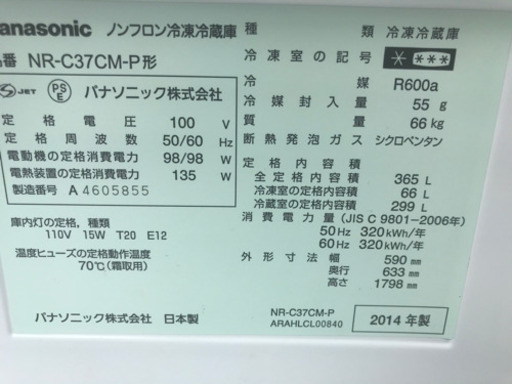 anasonic ノンフロン冷凍冷蔵庫
番 NR-C37CM-P形
S JET PS E パナソニック株式会社
定格電圧 100 V
定格周波数 50/60 Hz
電動機の定格消費電力 98/98 W
電熱装置の定格消費電力 135 W
製造番号 A 4605855
庫内灯の定格，種類
110V 15W T20 E12
温度ヒューズの定格動作温度
70℃(霜取用)
パナソニック株式会社 日本製
種類 冷凍冷蔵庫
冷凍室の記号 * ***
冷媒 R600a
冷媒封入量 55 g
質量 66 kg
断熱発泡ガス シクロペンタン
定格内容積
全定格内容積 365 L
冷凍室の定格内容積 66 L
冷蔵室の定格内容積 299 L
消費電力量(JIS C 9801-2006年)
50Hz 320 kWh/年
60Hz 320 kWh/年
外形寸法 幅 590 mm
奥行 633 mm
高さ 1798 mm
NR-C37CM-P
ARAHLCL00840
2014 年製